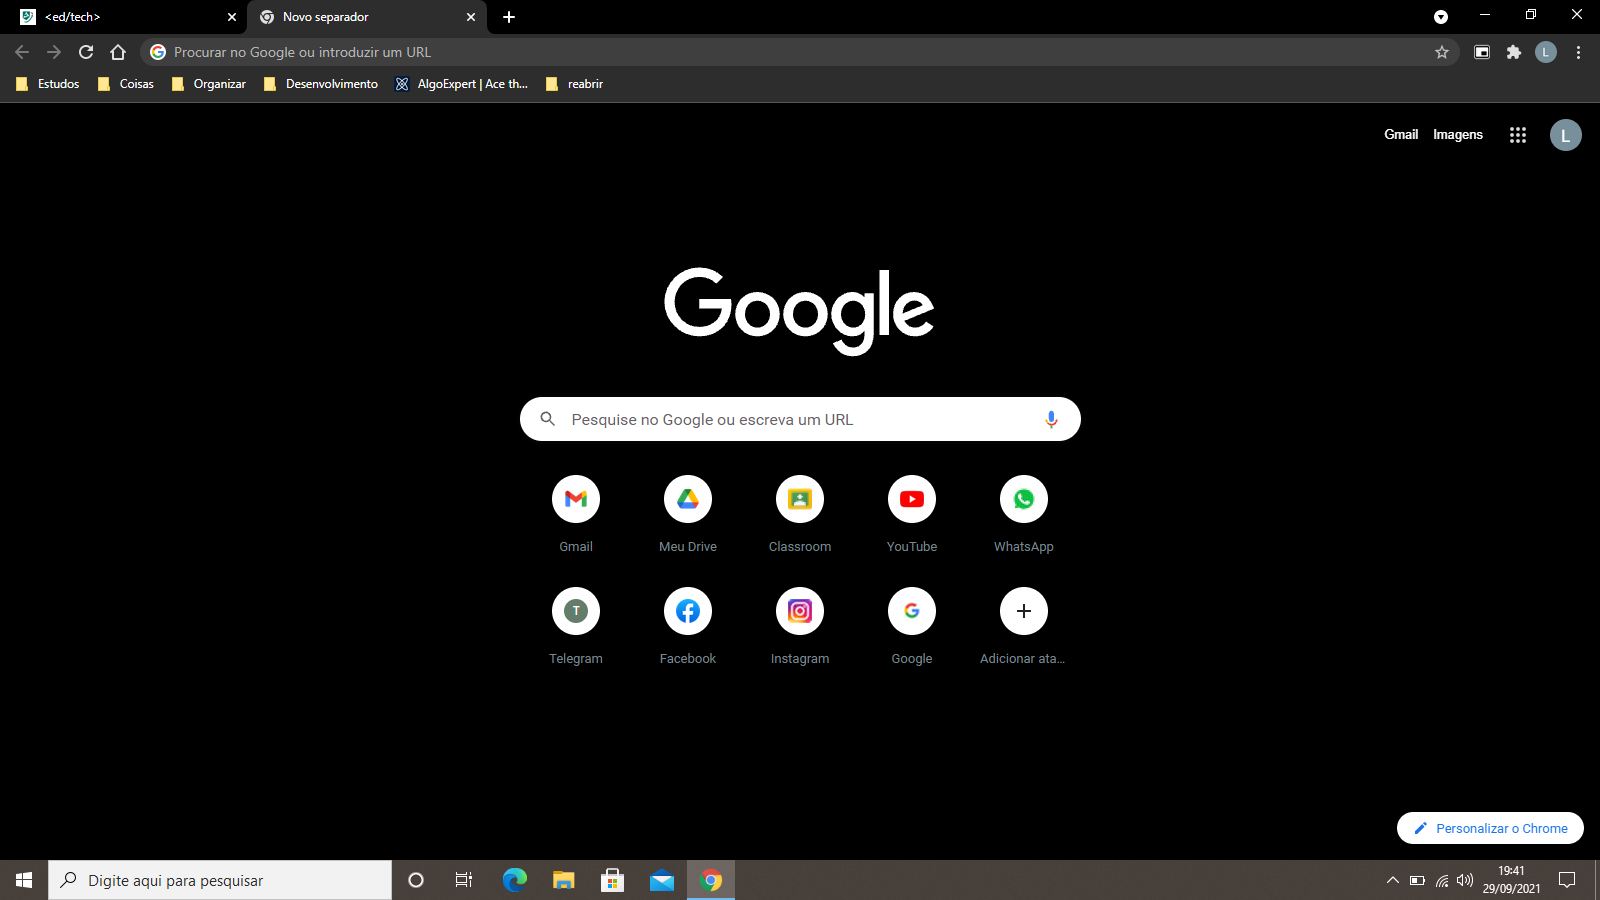 <ed/tech>
Novo separador
Procurar no Google ou introduzir um URL
Estudos
Coisas
Organizar
Desenvolvimento
AlgoExpert | Ace th...
reabrir
L
Gmail
Imagens
L
Google
Pesquise no Google ou escreva um URL
Gmail
Meu Drive
Classroom
YouTube
WhatsApp
T
Telegram
Facebook
Instagram
Google
Adicionar ata...
Personalizar o Chrome
Digite aqui para pesquisar
19:41
29/09/2021